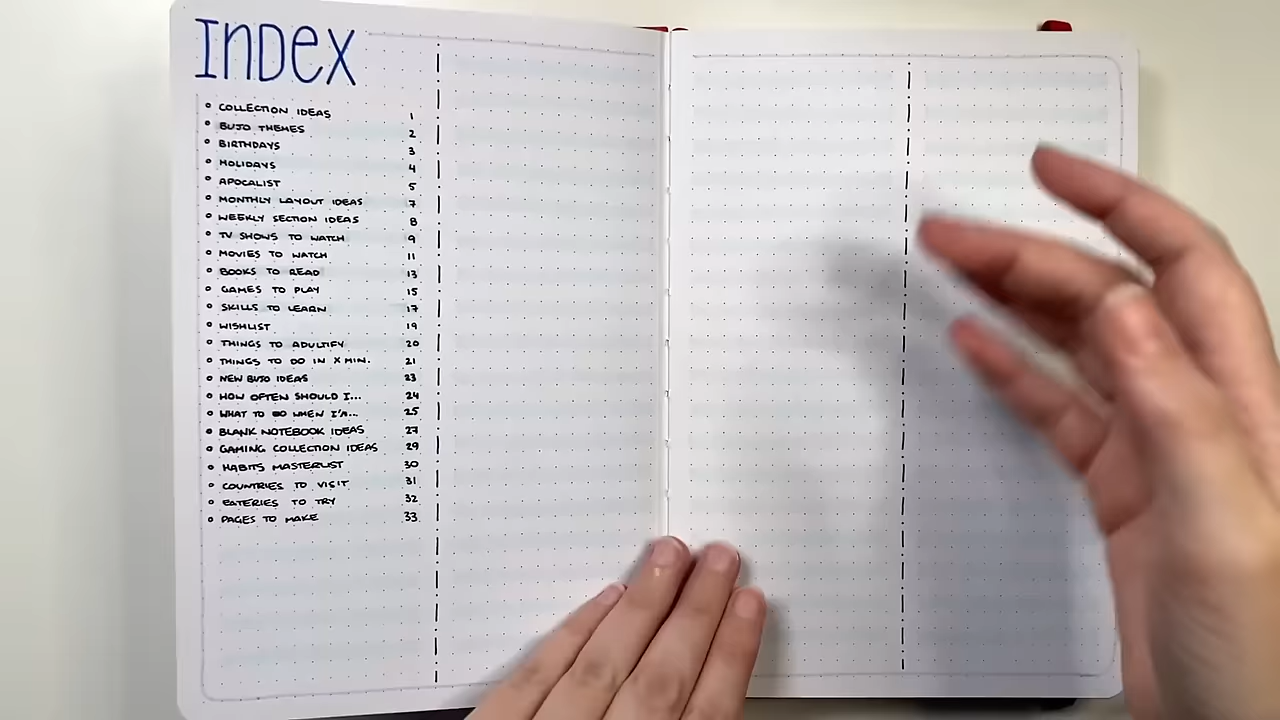 INDEX
COLLECTION IDEAS 1
BUJO THEMES 2
BIRTHDAYS 3
HOLIDAYS 4
APOCALIST 5
MONTHLY LAYOUT IDEAS 7
WEEKLY SECTION IDEAS 8
TV SHOWS TO WATCH 9
MOVIES TO WATCH 11
BOOKS TO READ 13
GAMES TO PLAY 15
SKILLS TO LEARN 17
WISHLIST 19
THINGS TO ADULTIFY 20
THINGS TO DO IN X MIN. 21
NEW BUJO IDEAS 23
HOW OFTEN SHOULD I... 24
WHAT TO DO WHEN I'M... 25
BLANK NOTEBOOK IDEAS 27
GAMING COLLECTION IDEAS 29
HABITS MASTERLIST 30
COUNTRIES TO VISIT 31
EATERIES TO TRY 32
PAGES TO MAKE 33